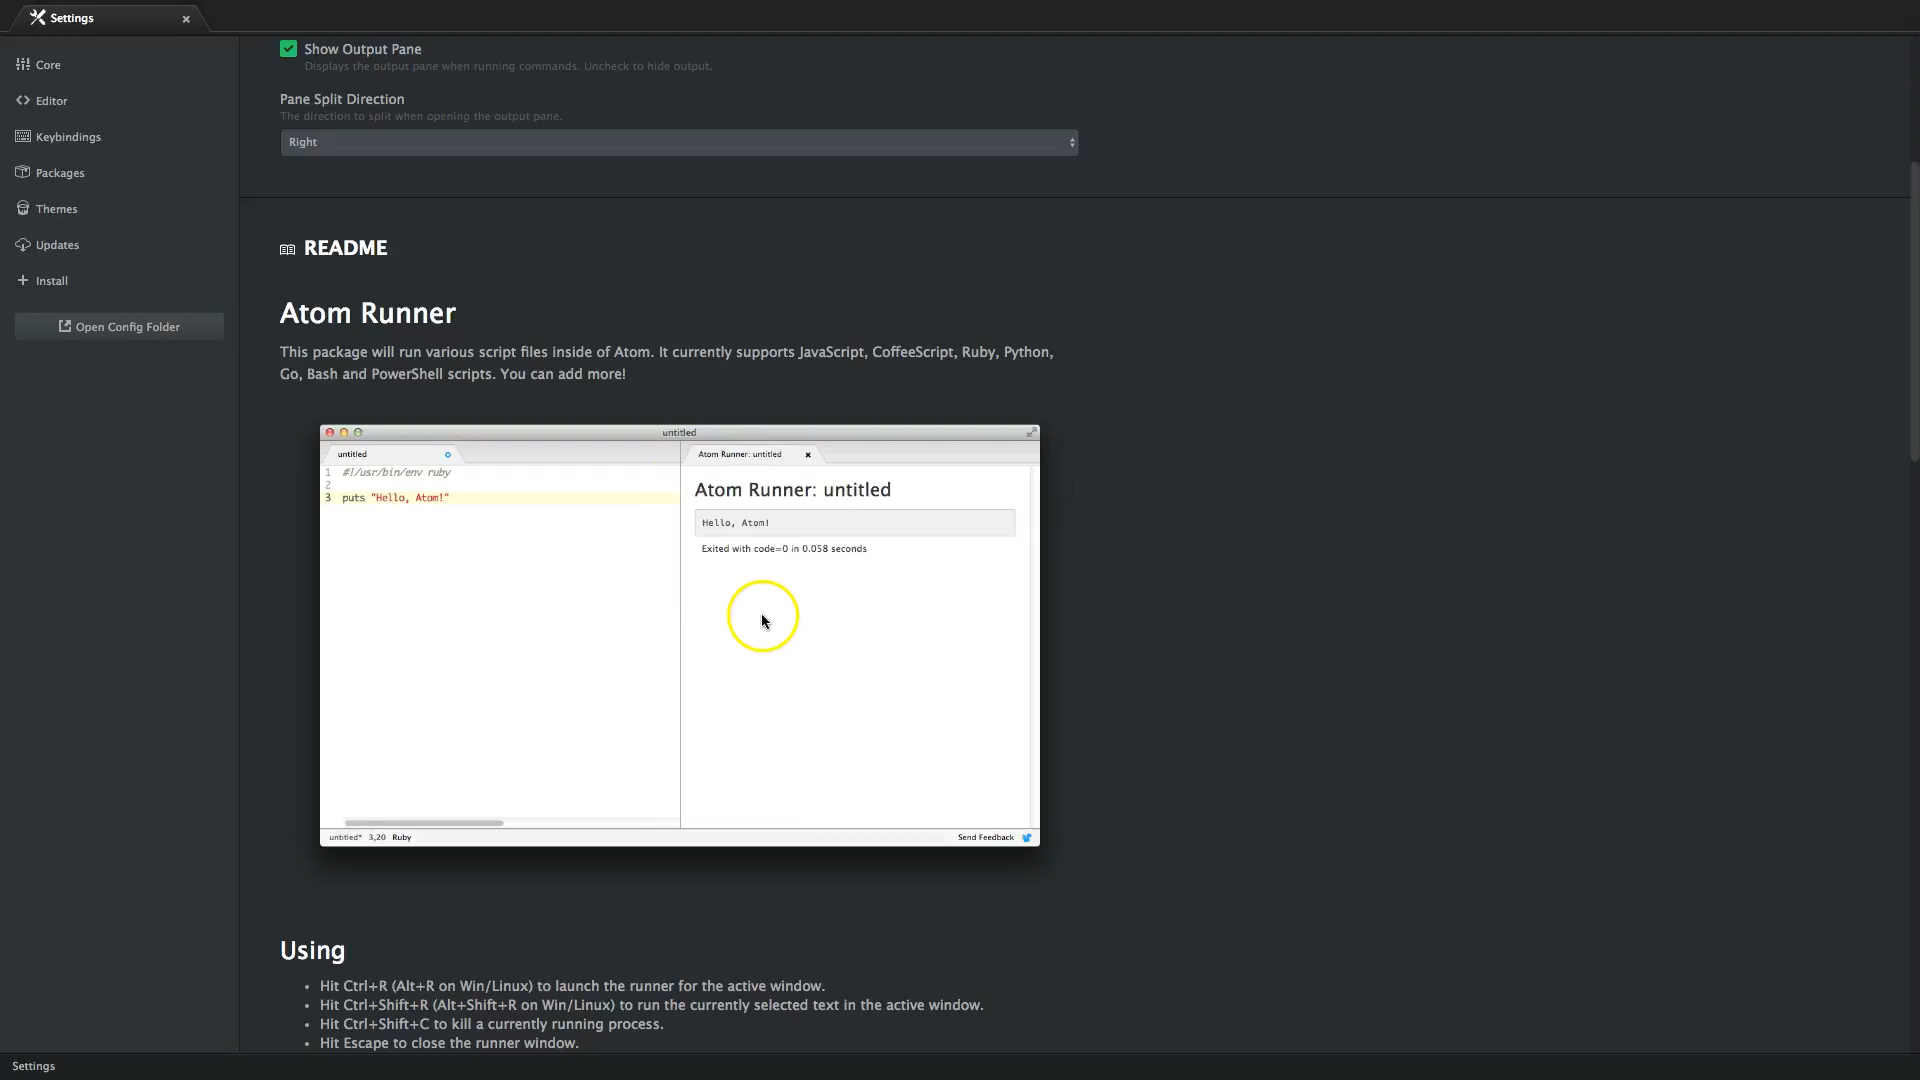 Settings
Core
Editor
Keybindings
Packages
Themes
Updates
Install
Open Config Folder
Show Output Pane
Displays the output pane when running commands. Uncheck to hide output.
Pane Split Direction
The direction to split when opening the output pane.
Right
README
Atom Runner
This package will run various script files inside of Atom. It currently supports JavaScript, CoffeeScript, Ruby, Python,
Go, Bash and PowerShell scripts. You can add more!
untitled
untitled
1 #!/usr/bin/env ruby
2
3 puts "Hello, Atom!"
Atom Runner: untitled
Atom Runner: untitled
Hello, Atom!
Exited with code=0 in 0.058 seconds
untitled* 3,20 Ruby
Send Feedback
Using
• Hit Ctrl+R (Alt+R on Win/Linux) to launch the runner for the active window.
• Hit Ctrl+Shift+R (Alt+Shift+R on Win/Linux) to run the currently selected text in the active window.
• Hit Ctrl+Shift+C to kill a currently running process.
• Hit Escape to close the runner window.
Settings